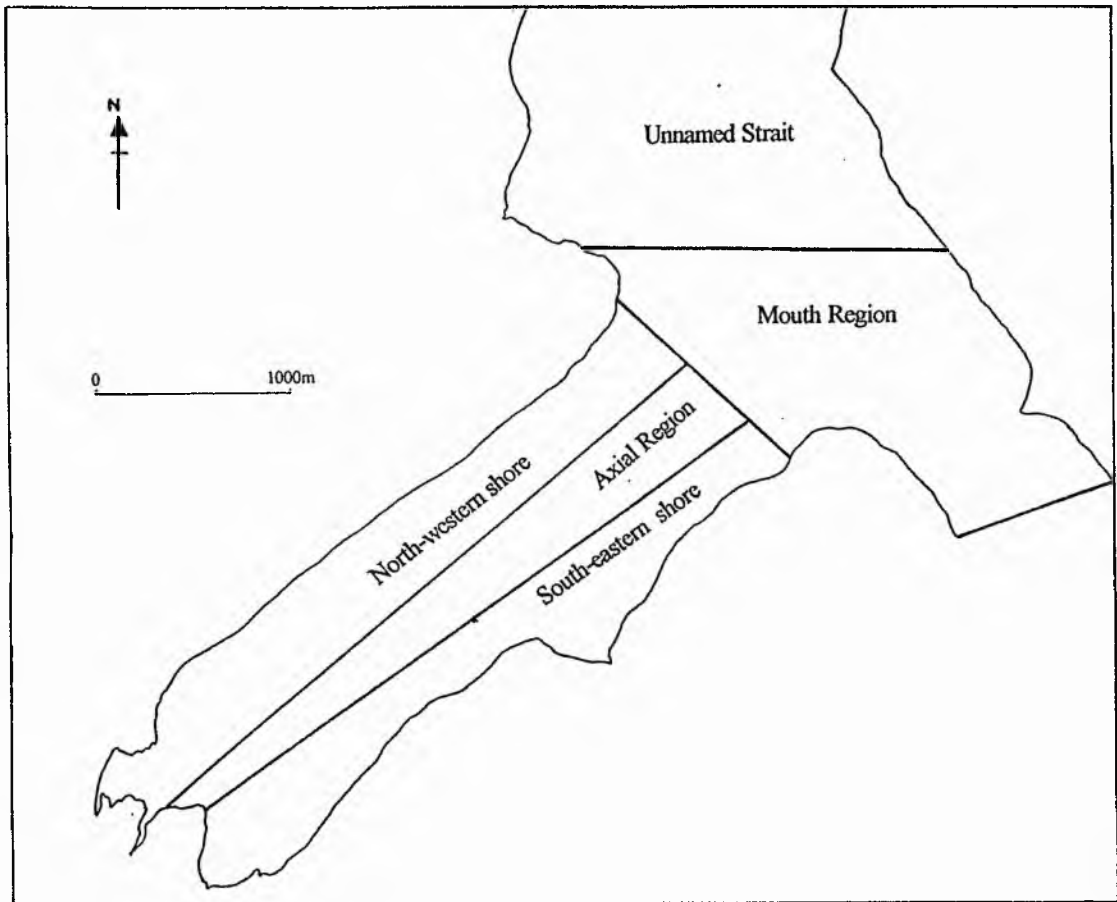 N
Unnamed Strait
Mouth Region
0 1000m
Axial Region
North-western shore
South-eastern shore